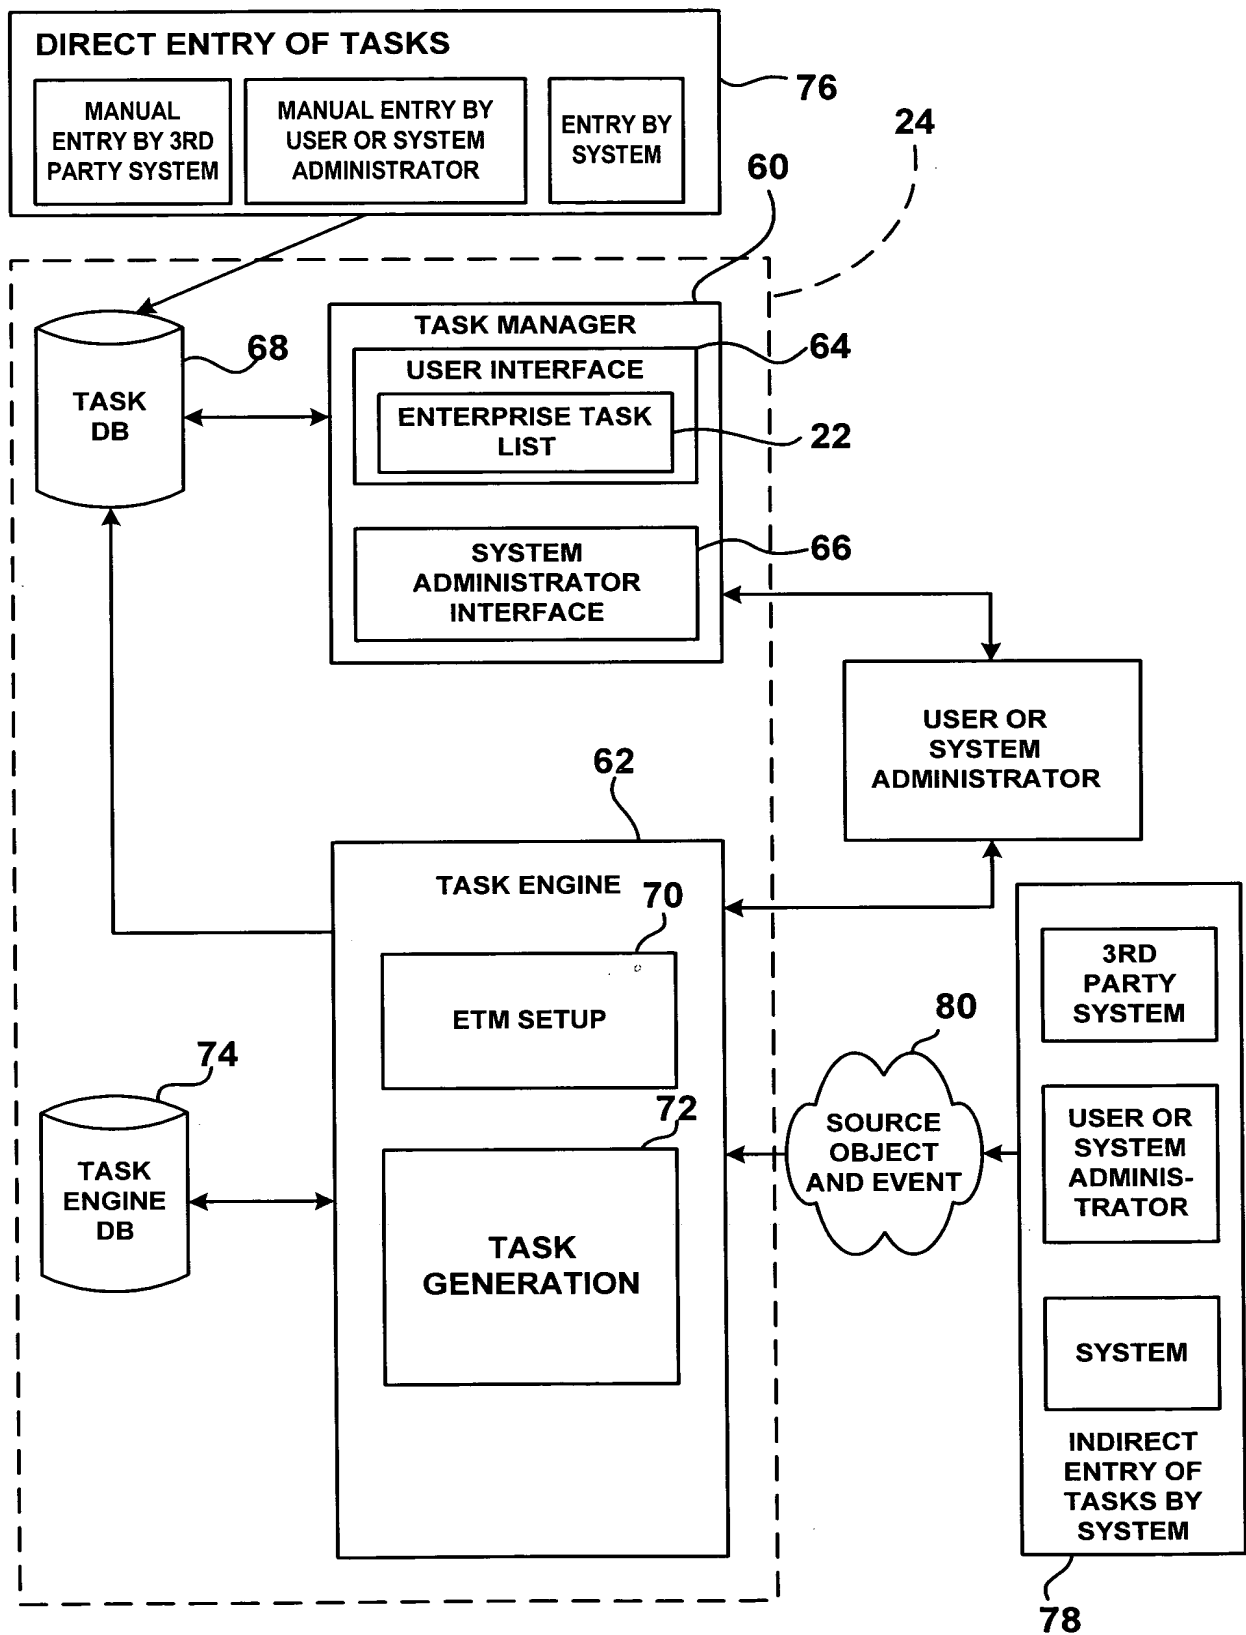 DIRECT ENTRY OF TASKS
MANUAL
ENTRY BY 3RD
PARTY SYSTEM
MANUAL ENTRY BY
USER OR SYSTEM
ADMINISTRATOR
ENTRY BY
SYSTEM
76
24
60
TASK MANAGER
64
USER INTERFACE
ENTERPRISE TASK
LIST
22
68
TASK
DB
SYSTEM
ADMINISTRATOR
INTERFACE
66
USER OR
SYSTEM
ADMINISTRATOR
62
TASK ENGINE
70
ETM SETUP
72
TASK
GENERATION
74
TASK
ENGINE
DB
80
SOURCE
OBJECT
AND EVENT
3RD
PARTY
SYSTEM
USER OR
SYSTEM
ADMINIS-
TRATOR
SYSTEM
INDIRECT
ENTRY OF
TASKS BY
SYSTEM
78